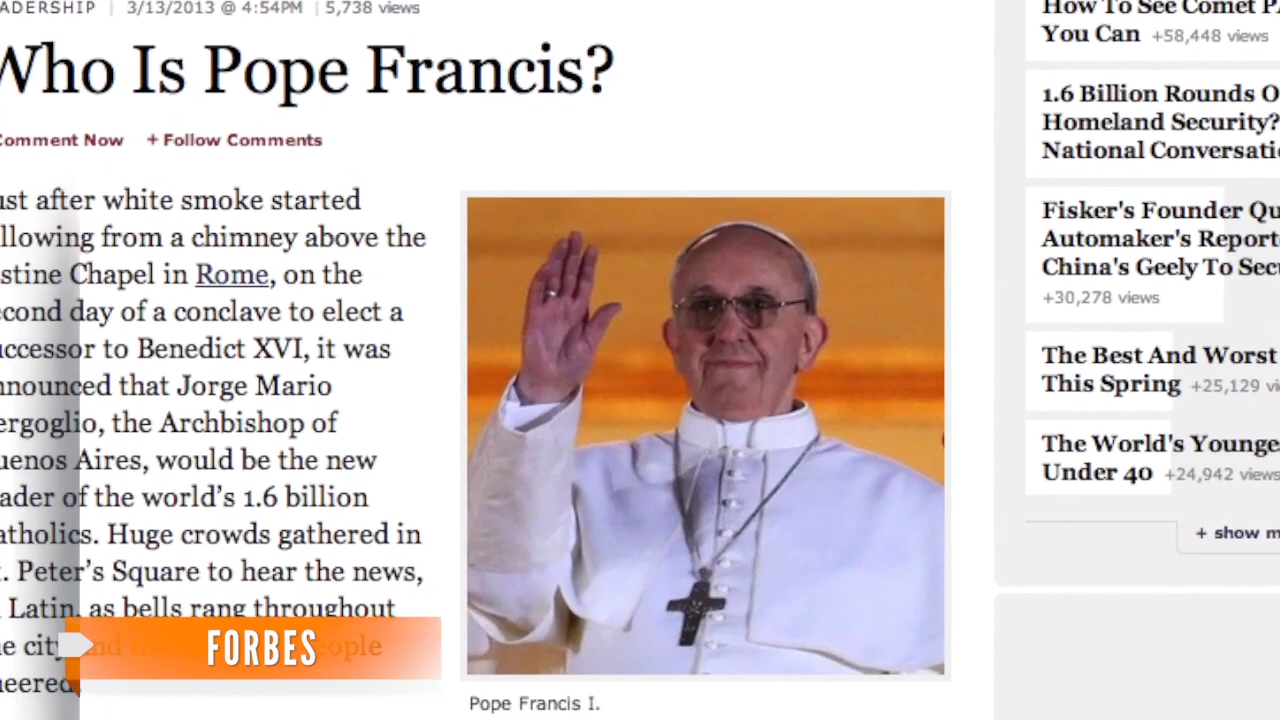 ADERSHIP | 3/13/2013 @ 4:54PM | 5,738 views
Who Is Pope Francis?
Comment Now + Follow Comments
ust after white smoke started
llowing from a chimney above the
stine Chapel in Rome, on the
econd day of a conclave to elect a
uccessor to Benedict XVI, it was
nnounced that Jorge Mario
ergoglio, the Archbishop of
uenos Aires, would be the new
ader of the world's 1.6 billion
atholics. Huge crowds gathered in
t. Peter's Square to hear the news,
Latin, as bells rang throughout
e city and
neered
FORBES
Pope Francis I.
How To See Comet PA
You Can +58,448 views
1.6 Billion Rounds O
Homeland Security?
National Conversatio
Fisker's Founder Qu
Automaker's Report
China's Geely To Secu
+30,278 views
The Best And Worst
This Spring +25,129 vi
The World's Younge
Under 40 +24,942 views
+ show m